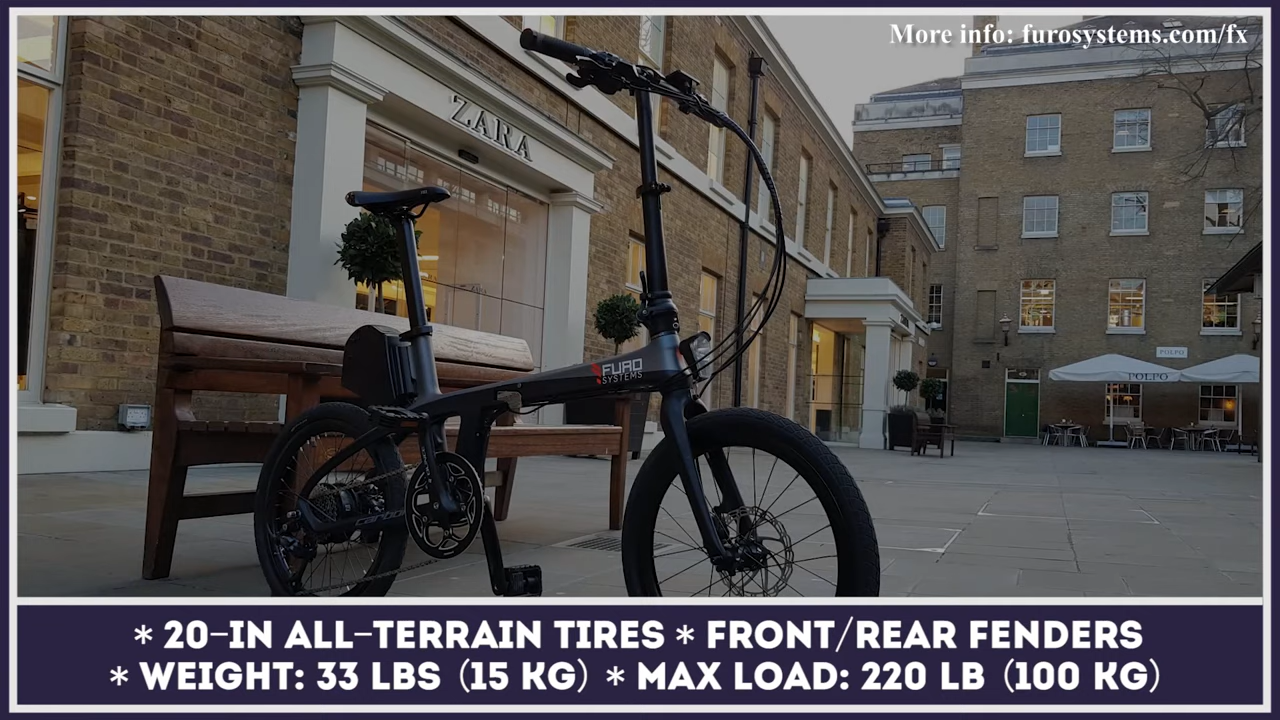 More info: furosystems.com/fx
ZARA
FURO
SYSTEMS
POLPO
POLPO
* 20-IN ALL-TERRAIN TIRES * FRONT/REAR FENDERS
* WEIGHT: 33 LBS (15 KG) * MAX LOAD: 220 LB (100 KG)